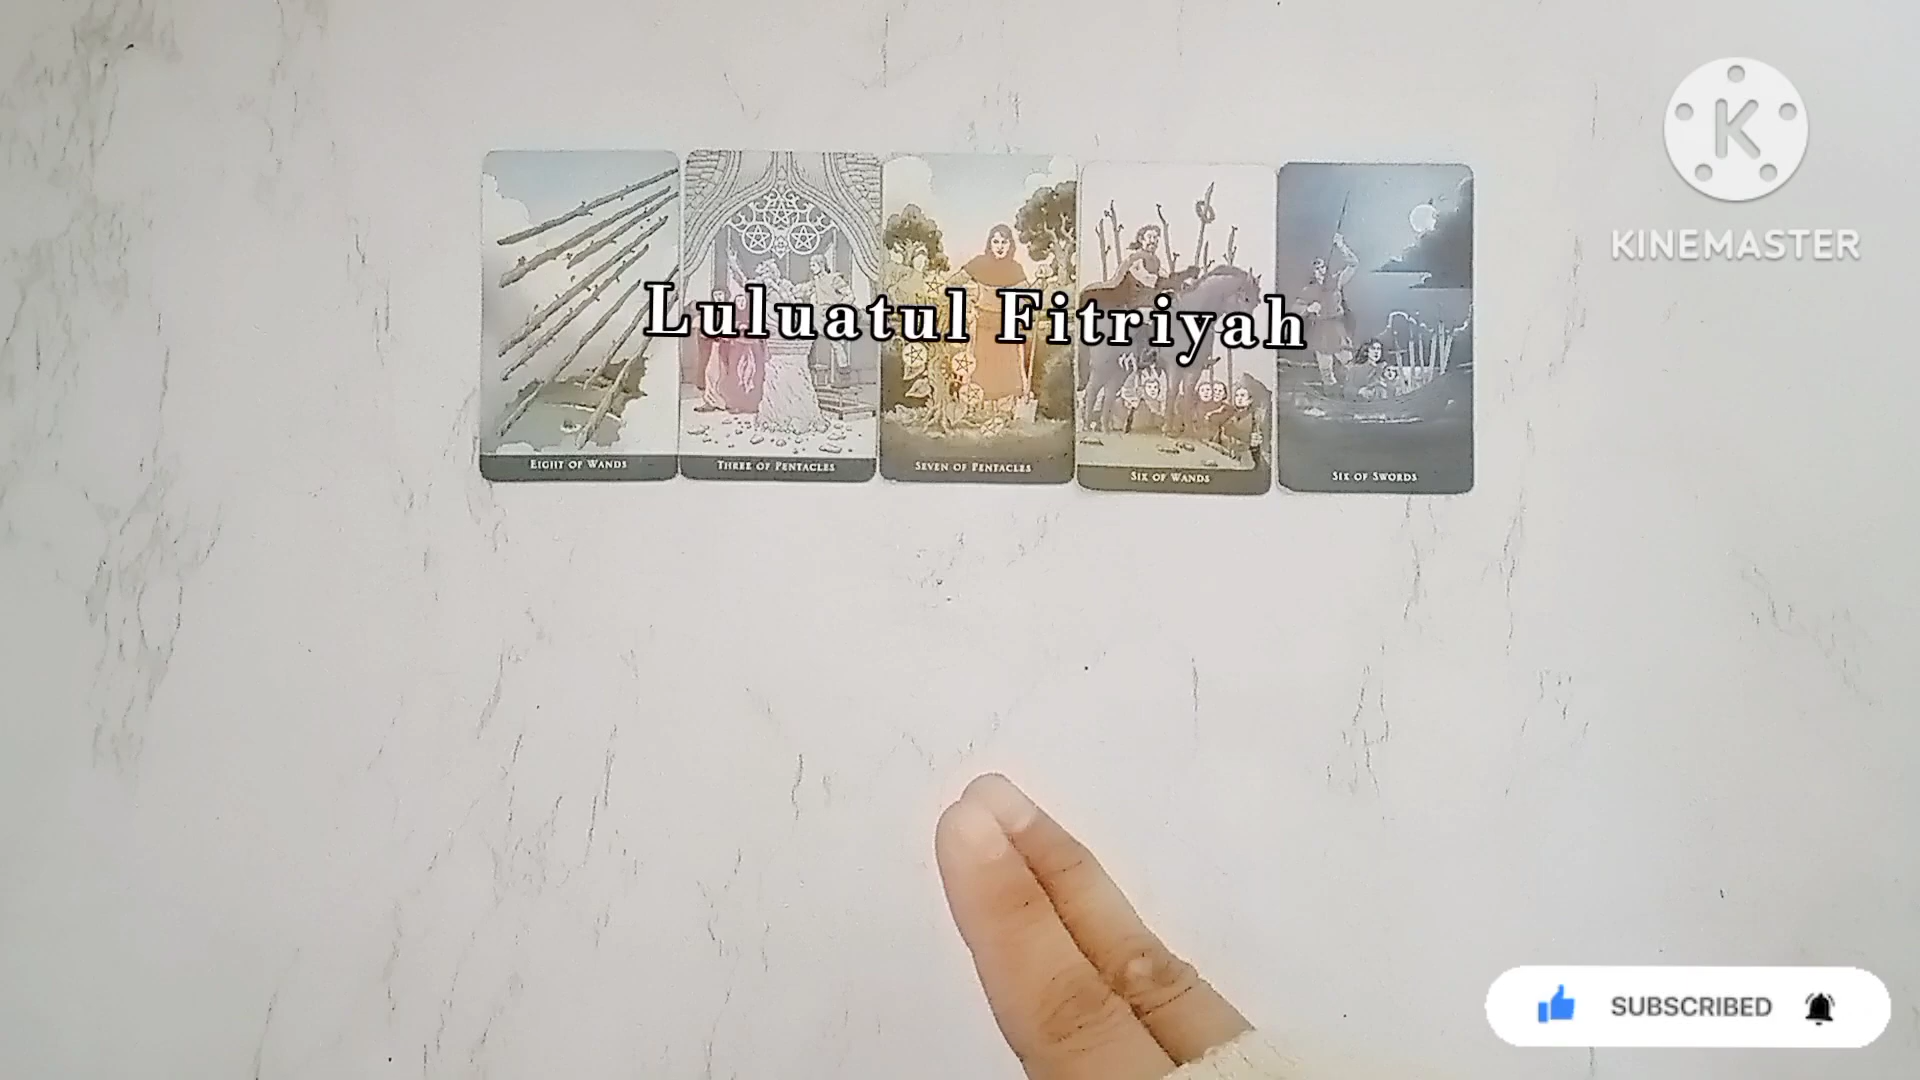 KINEMASTER
Luluatul Fitriyah
EIGHT OF WANDS
THREE OF PENTACLES
SEVEN OF PENTACLES
SIX OF WANDS
SIX OF SWORDS
SUBSCRIBED